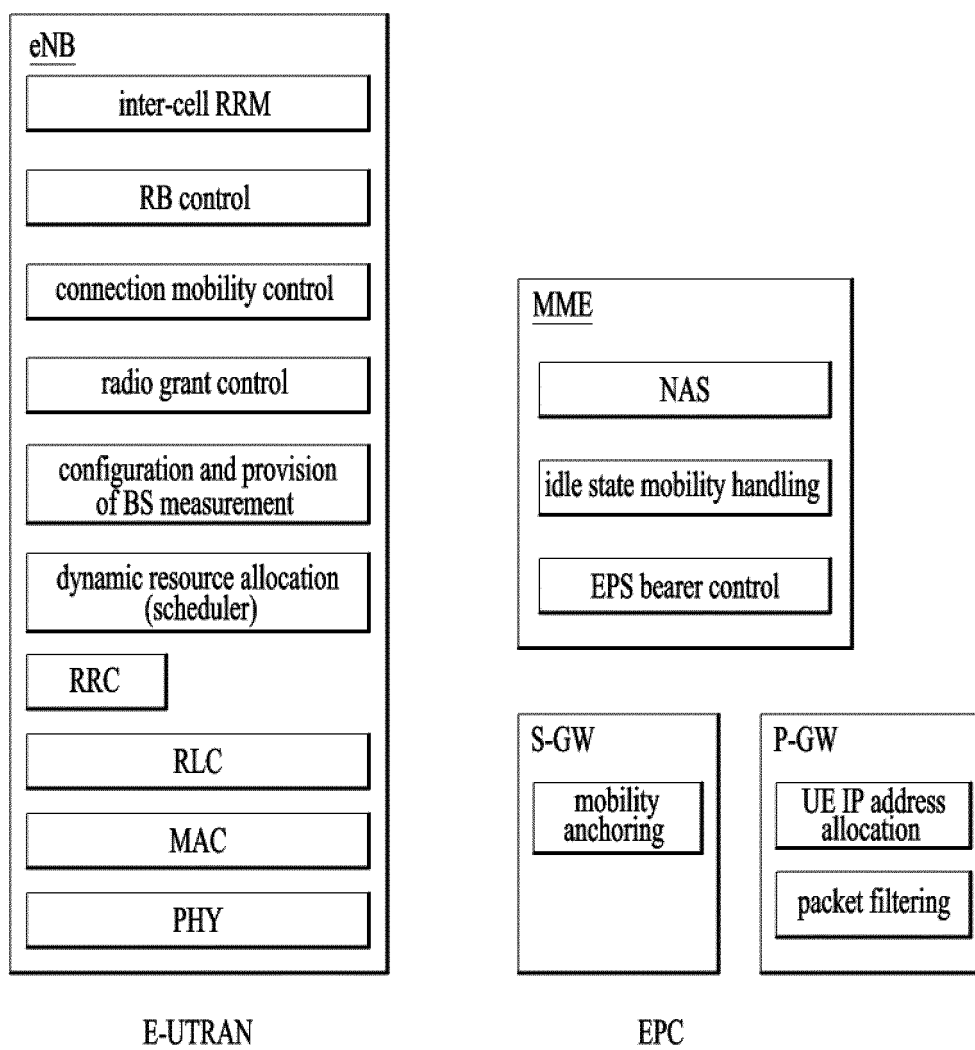 eNB
inter-cell RRM
RB control
connection mobility control
radio grant control
configuration and provision
of BS measurement
dynamic resource allocation
(scheduler)
RRC
RLC
MAC
PHY
E-UTRAN
MME
NAS
idle state mobility handling
EPS bearer control
S-GW
mobility
anchoring
P-GW
UE IP address
allocation
packet filtering
EPC